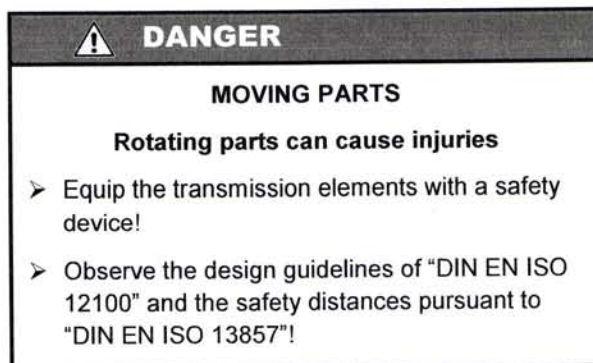 DANGER
MOVING PARTS
Rotating parts can cause injuries
➢ Equip the transmission elements with a safety
device!
➢ Observe the design guidelines of “DIN EN ISO
12100” and the safety distances pursuant to
“DIN EN ISO 13857”!